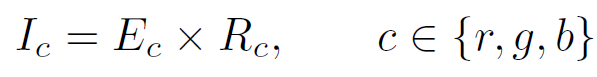 I_c = E_c × R_c, c ∈ {r, g, b}